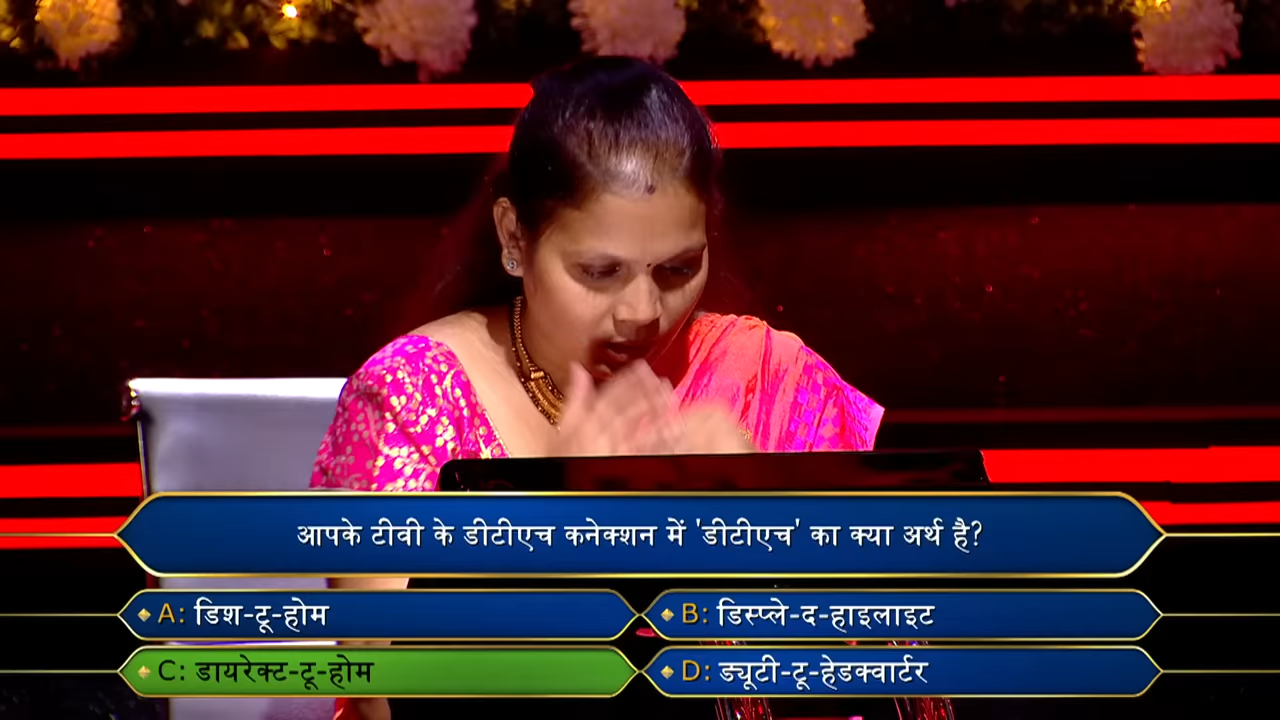 आपके टीवी के डीटीएच कनेक्शन में 'डीटीएच' का क्या अर्थ है?
A: डिश-टू-होम
B: डिस्प्ले-द-हाइलाइट
C: डायरेक्ट-टू-होम
D: ड्यूटी-टू-हेडक्वार्टर